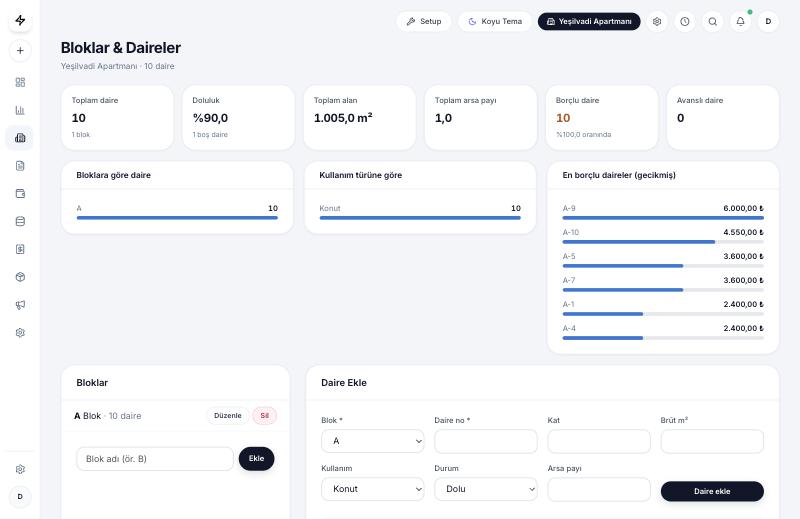 Setup
Koyu Tema
Yeşilvadi Apartmanı
D
Bloklar & Daireler
Yeşilvadi Apartmanı · 10 daire
Toplam daire
10
1 blok
Doluluk
%90,0
1 boş daire
Toplam alan
1.005,0 m²
Toplam arsa payı
1,0
Borçlu daire
10
%100,0 oranında
Avanslı daire
0
Bloklara göre daire
A 10
Kullanım türüne göre
Konut 10
En borçlu daireler (gecikmiş)
A-9 6.000,00 ₺
A-10 4.550,00 ₺
A-5 3.600,00 ₺
A-7 3.600,00 ₺
A-1 2.400,00 ₺
A-4 2.400,00 ₺
Bloklar
A Blok · 10 daire
Düzenle
Sil
Blok adı (ör. B)
Ekle
Daire Ekle
Blok *
A
Daire no *
Kat
Brüt m²
Kullanım
Konut
Durum
Dolu
Arsa payı
Daire ekle
D